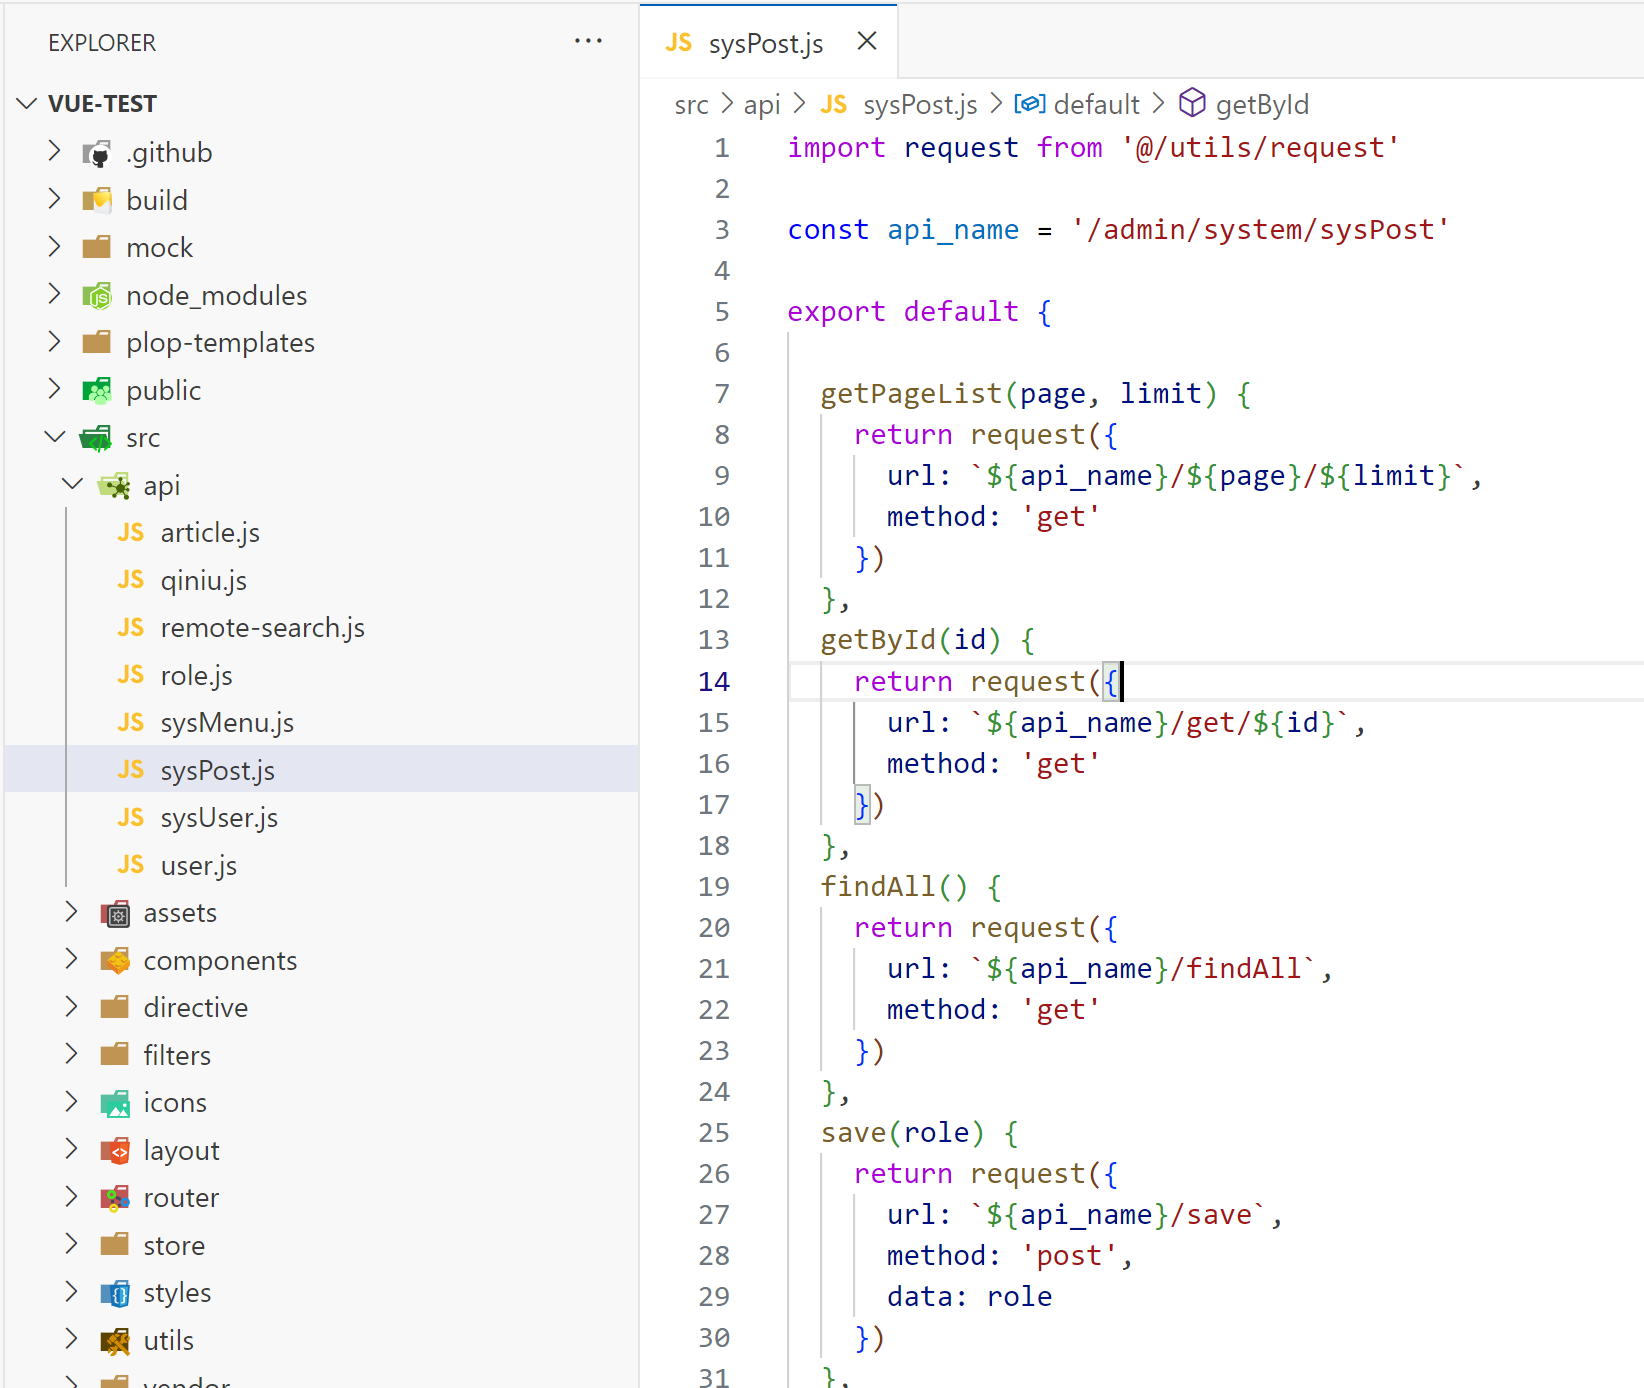 EXPLORER
VUE-TEST
.github
build
mock
node_modules
plop-templates
public
src
api
JS article.js
JS qiniu.js
JS remote-search.js
JS role.js
JS sysMenu.js
JS sysPost.js
JS sysUser.js
JS user.js
assets
components
directive
filters
icons
layout
router
store
styles
utils
vendor
JS sysPost.js
src > api > JS sysPost.js > default > getById
1 import request from '@/utils/request'
2
3 const api_name = '/admin/system/sysPost'
4
5 export default {
6
7 getPageList(page, limit) {
8 return request({
9 url: `${api_name}/${page}/${limit}`,
10 method: 'get'
11 })
12 },
13 getById(id) {
14 return request({
15 url: `${api_name}/get/${id}`,
16 method: 'get'
17 })
18 },
19 findAll() {
20 return request({
21 url: `${api_name}/findAll`,
22 method: 'get'
23 })
24 },
25 save(role) {
26 return request({
27 url: `${api_name}/save`,
28 method: 'post',
29 data: role
30 })
31 },